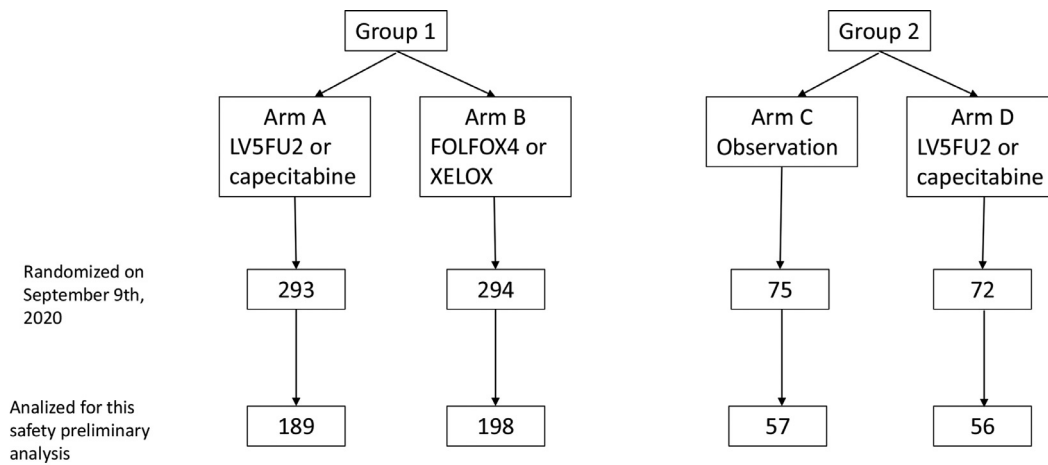 Group 1
Group 2
Arm A
LV5FU2 or
capecitabine
Arm B
FOLFOX4 or
XELOX
Arm C
Observation
Arm D
LV5FU2 or
capecitabine
Randomized on
September 9th,
2020
293
294
75
72
Analized for this
safety preliminary
analysis
189
198
57
56